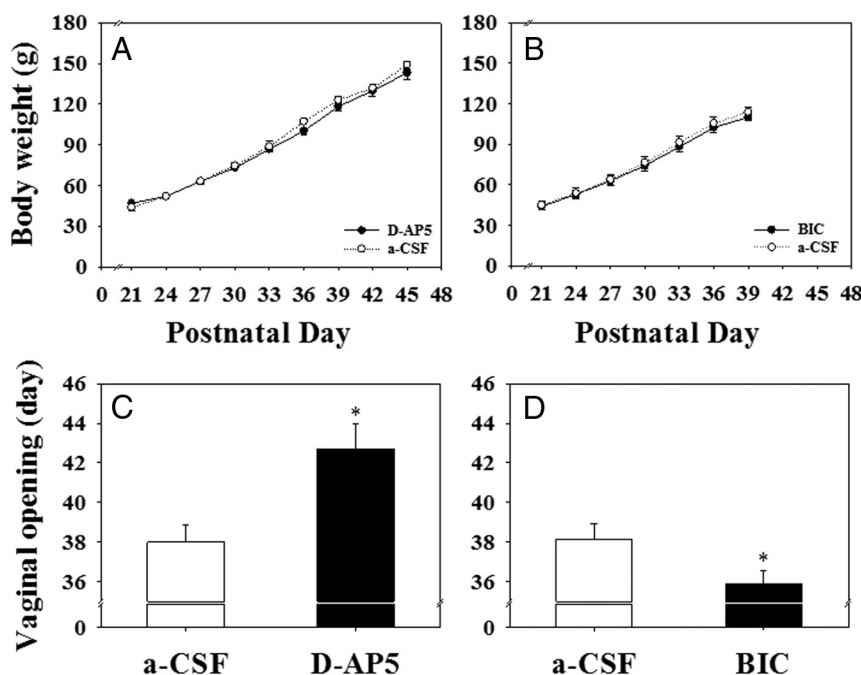 Body weight (g)
A
180
150
120
90
60
30
0
D-AP5
a-CSF
0 21 24 27 30 33 36 39 42 45 48
Postnatal Day
B
180
150
120
90
60
30
0
BIC
a-CSF
0 21 24 27 30 33 36 39 42 45 48
Postnatal Day
Vaginal opening (day)
C
46
44
42
40
38
36
0
*
a-CSF D-AP5
D
46
44
42
40
38
36
0
*
a-CSF BIC